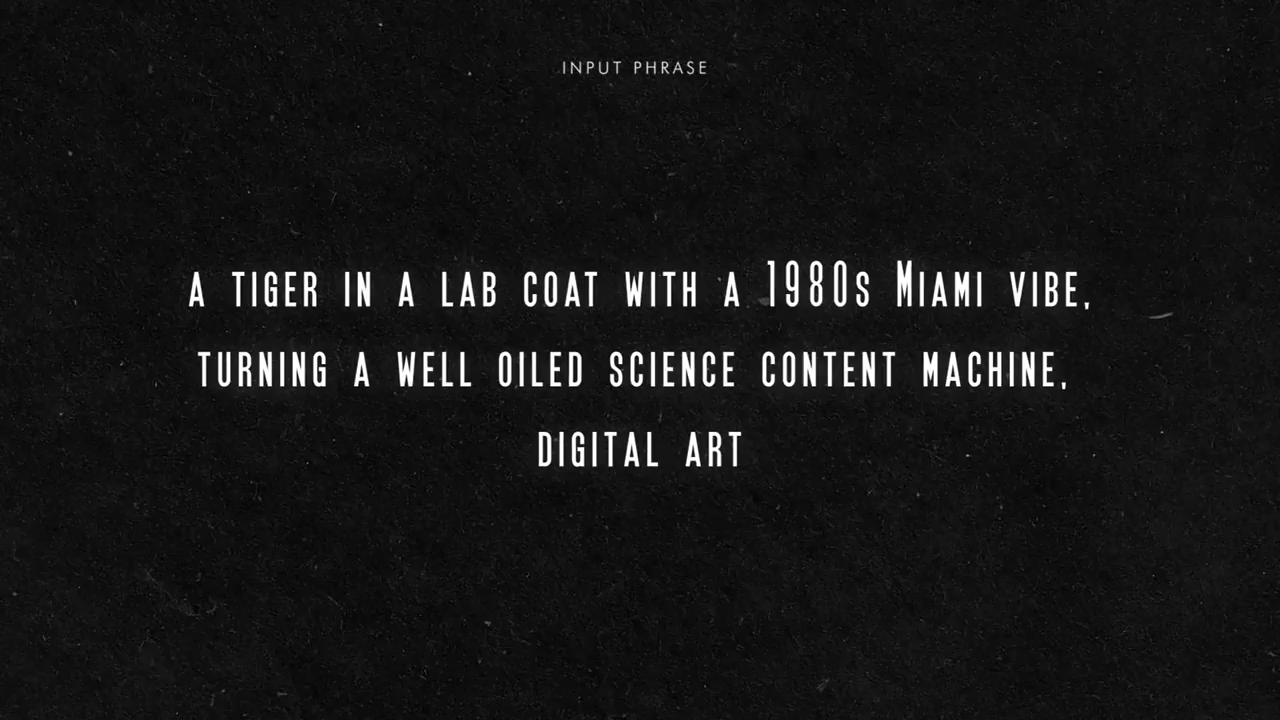 INPUT PHRASE
A TIGER IN A LAB COAT WITH A 1980s MIAMI VIBE,
TURNING A WELL OILED SCIENCE CONTENT MACHINE,
DIGITAL ART